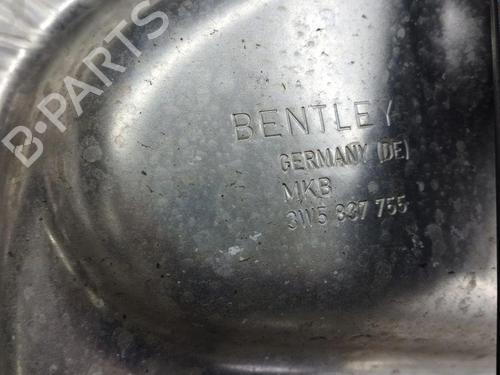 B-PARTS
BENTLEY
GERMANY (DE)
MKB
3W5 837 755